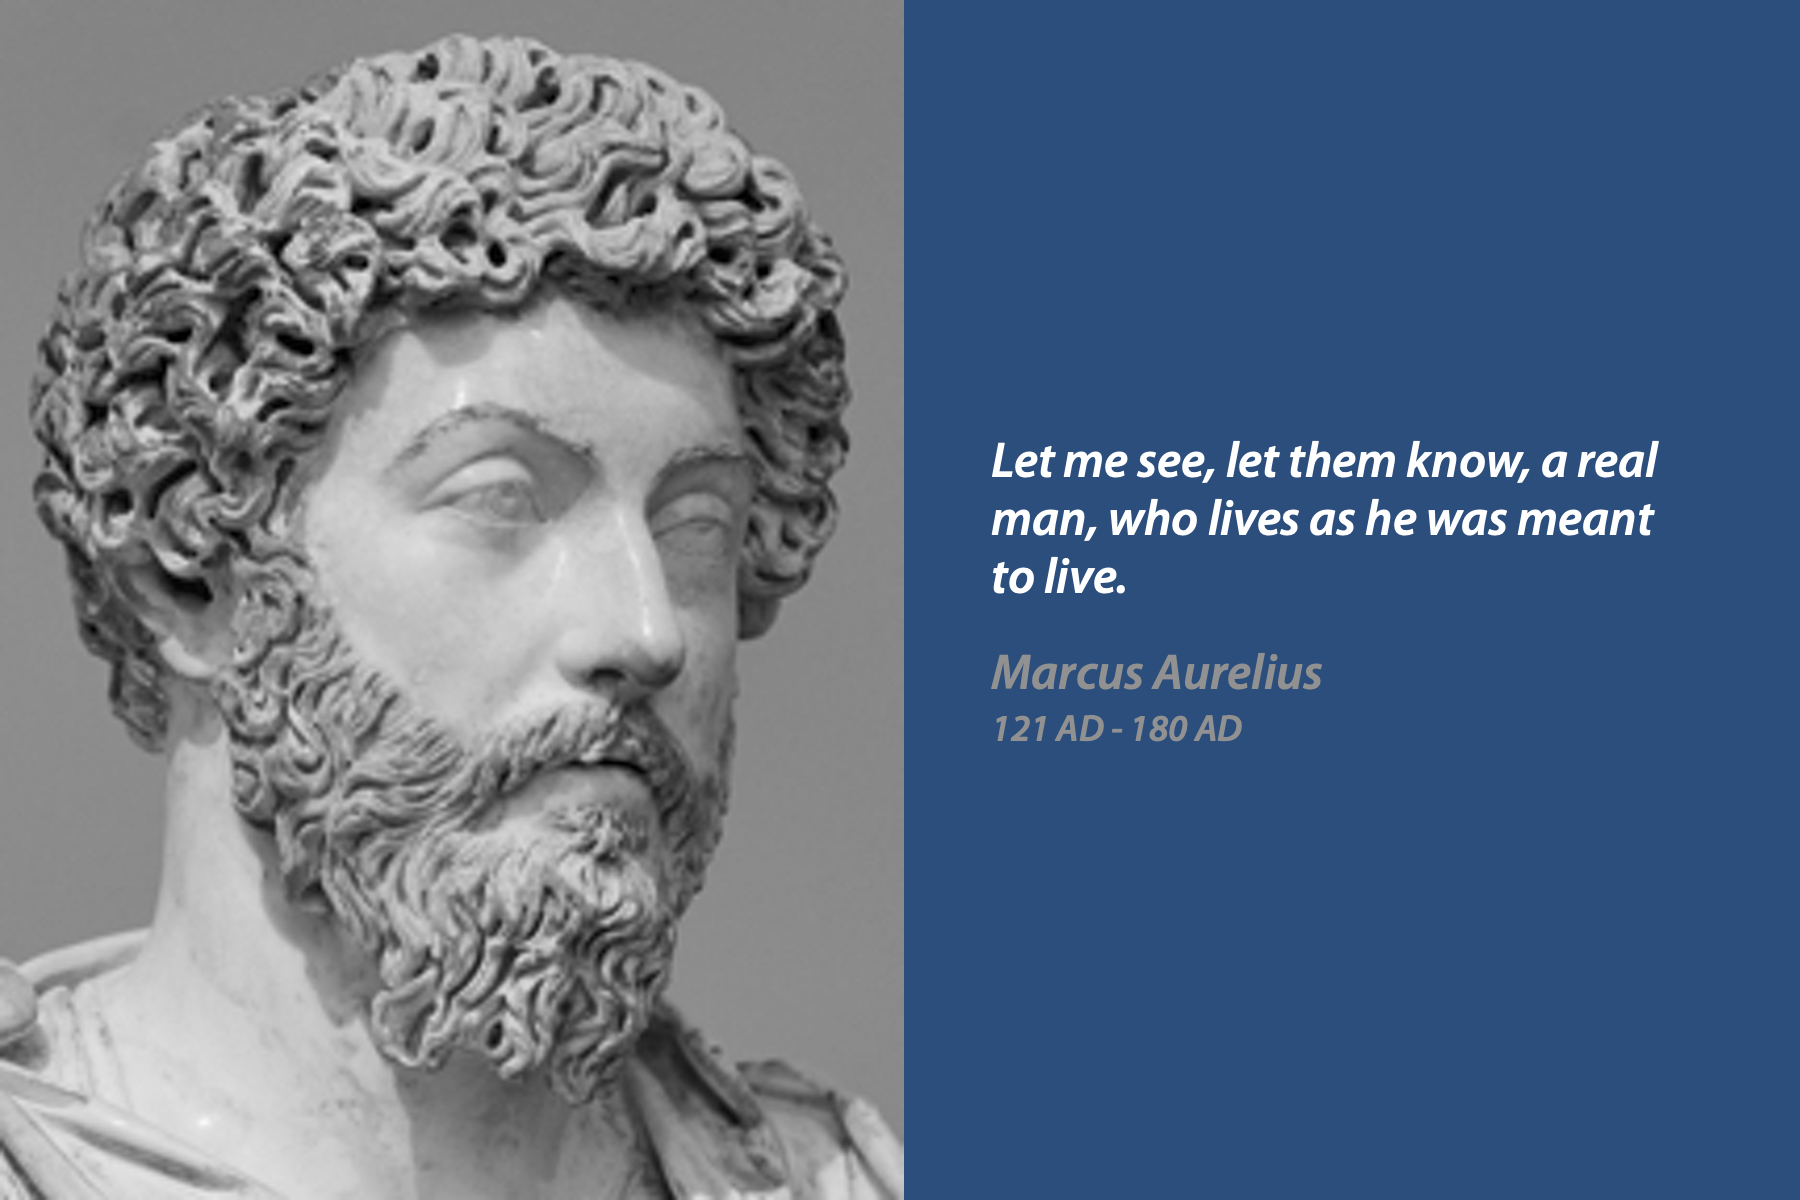 Let me see, let them know, a real
man, who lives as he was meant
to live.
Marcus Aurelius
121 AD - 180 AD